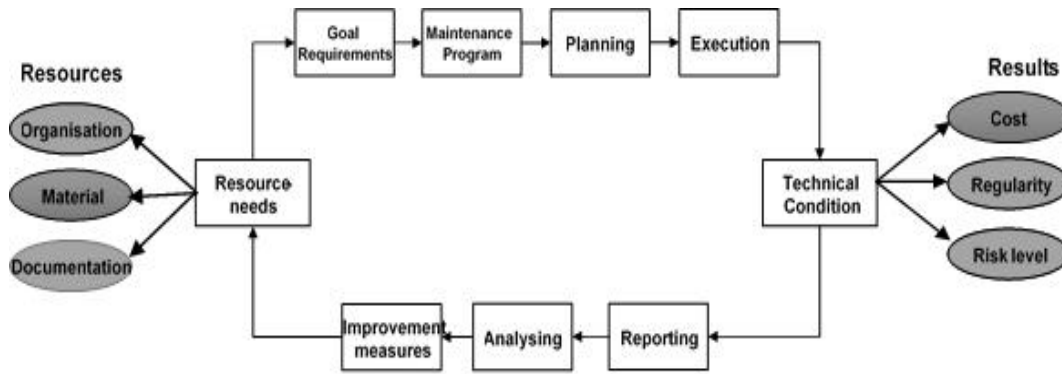 Goal
Requirements
Maintenance
Program
Planning
Execution
Resources
Results
Organisation
Material
Documentation
Resource
needs
Technical
Condition
Cost
Regularity
Risk level
Improvement
measures
Analysing
Reporting